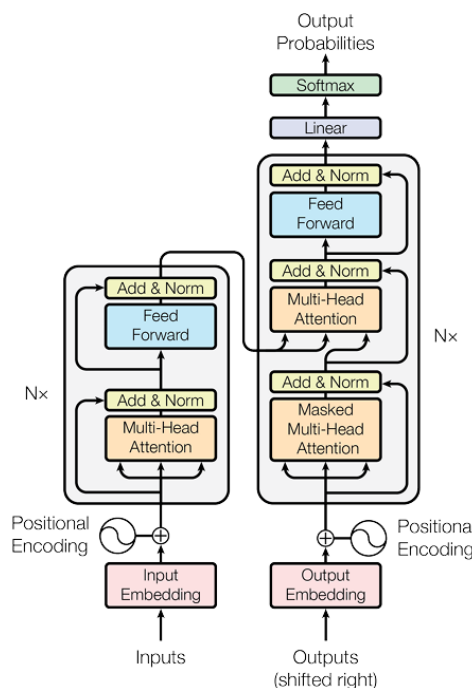 Output
Probabilities
Softmax
Linear
Add & Norm
Feed
Forward
Add & Norm
Multi-Head
Attention
Add & Norm
Masked
Multi-Head
Attention
Nx
Add & Norm
Feed
Forward
Add & Norm
Multi-Head
Attention
N×
Positional
Encoding
Input
Embedding
Inputs
Positional
Encoding
Output
Embedding
Outputs
(shifted right)